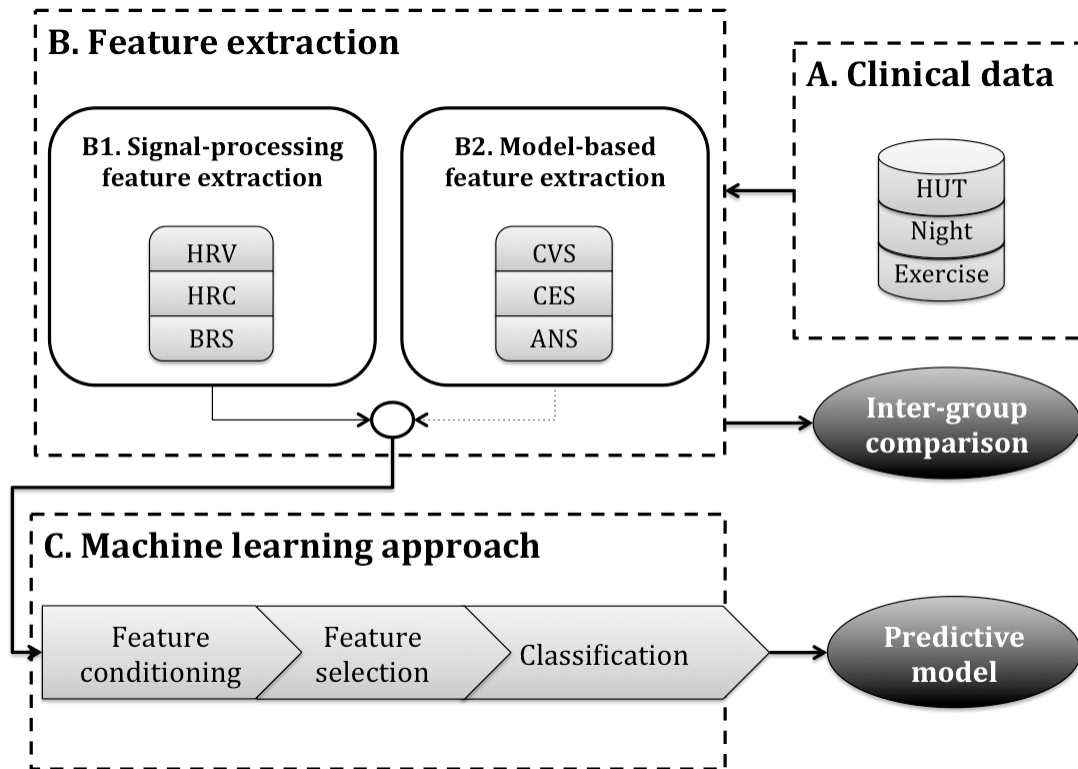 B. Feature extraction
A. Clinical data
B1. Signal-processing
feature extraction
HRV
HRC
BRS
B2. Model-based
feature extraction
CVS
CES
ANS
HUT
Night
Exercise
Inter-group
comparison
C. Machine learning approach
Feature
conditioning
Feature
selection
Classification
Predictive
model